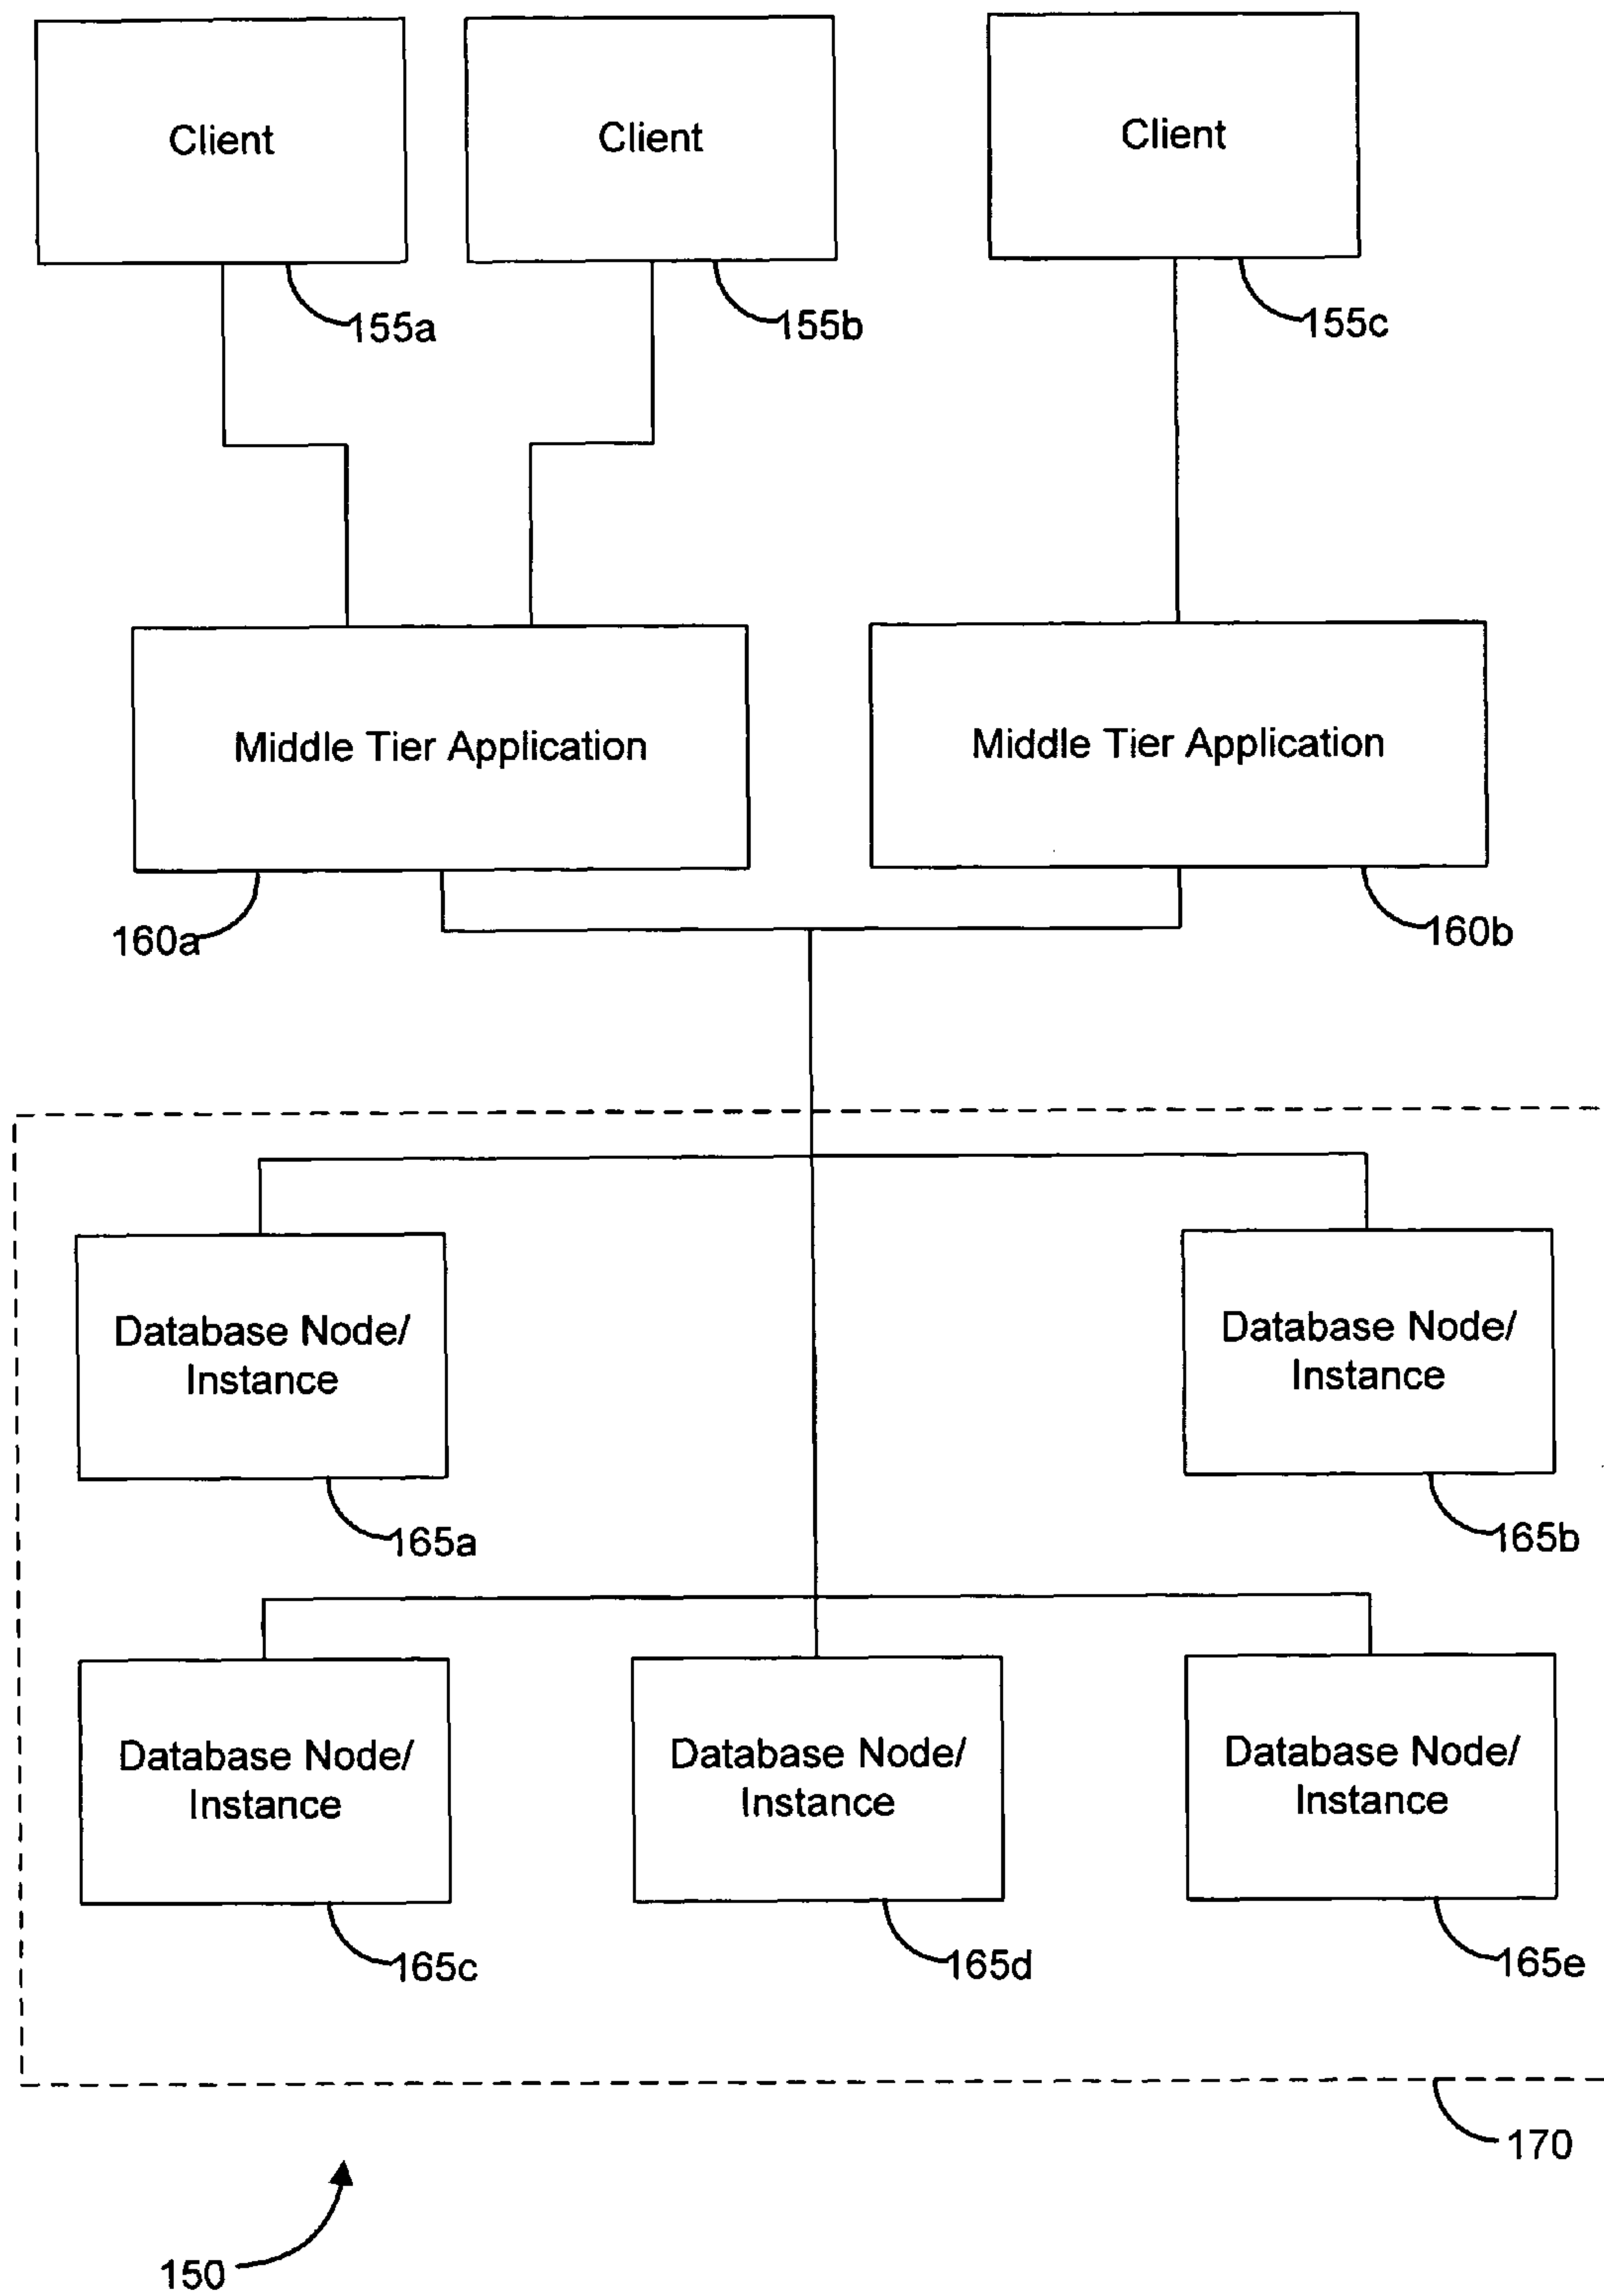 Client
Client
Client
155a
155b
155c
Middle Tier Application
Middle Tier Application
160a
160b
Database Node/
Instance
Database Node/
Instance
165a
165b
Database Node/
Instance
Database Node/
Instance
Database Node/
Instance
165c
165d
165e
170
150